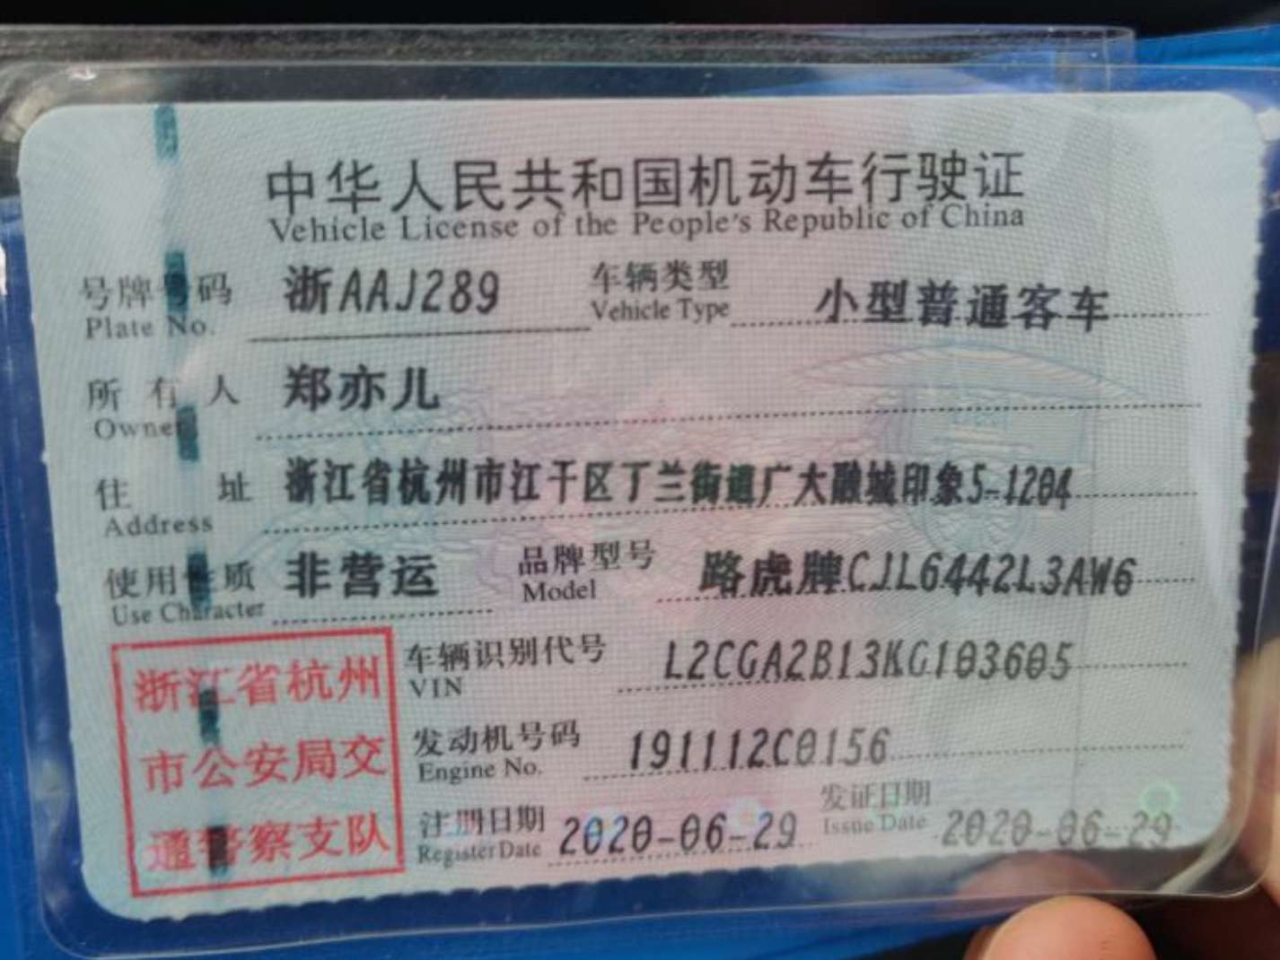 中华人民共和国机动车行驶证
Vehicle License of the People's Republic of China
号牌号码 浙AAJ289 车辆类型 小型普通客车
Plate No. Vehicle Type
所有人 郑亦儿
Owner
住址 浙江省杭州市江干区丁兰街道广大融城印象5-1204
Address
使用性质 非营运 品牌型号 路虎牌CJL6442L3AW6
Use Character Model
浙江省杭州 车辆识别代号 L2CGA2B13KG103605
VIN
市公安局交 发动机号码 191112C0156
Engine No.
通警察支队 注册日期 2020-06-29 发证日期 2020-06-29
Register Date Issue Date